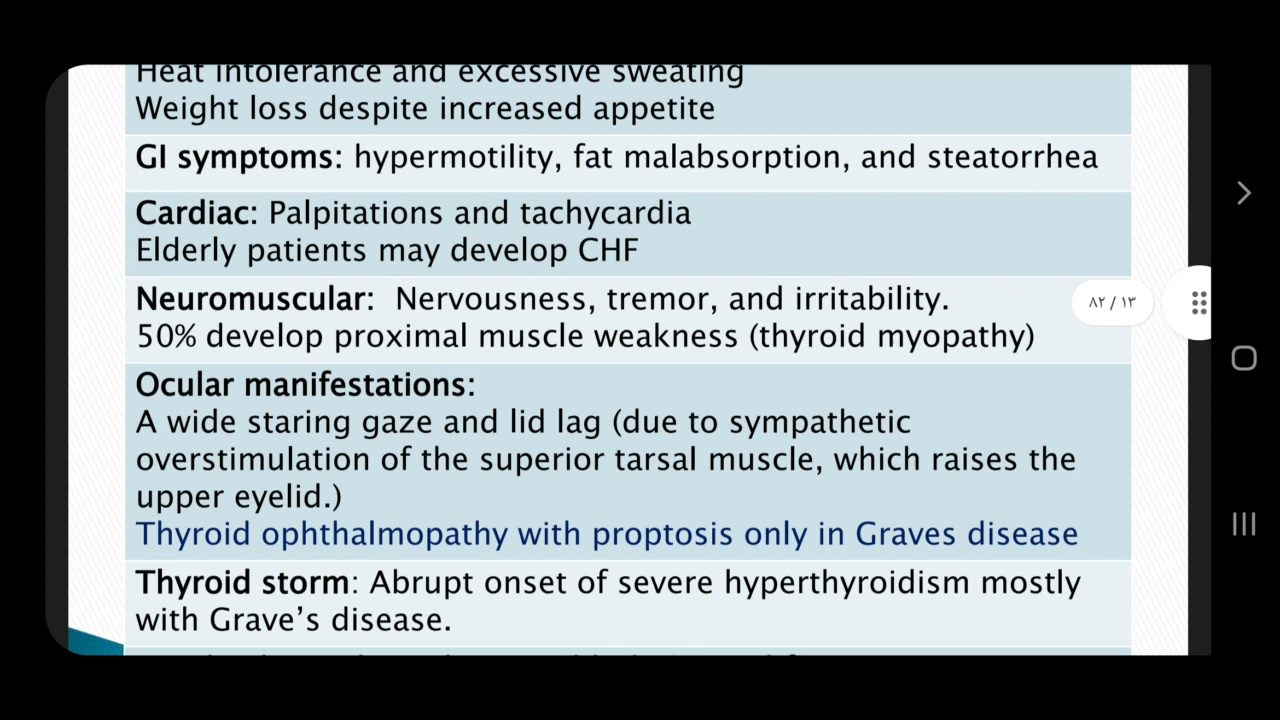 Heat intolerance and excessive sweating
Weight loss despite increased appetite
GI symptoms: hypermotility, fat malabsorption, and steatorrhea
Cardiac: Palpitations and tachycardia
Elderly patients may develop CHF
Neuromuscular:  Nervousness, tremor, and irritability.
50% develop proximal muscle weakness (thyroid myopathy)
٨٢ / ١٣
Ocular manifestations:
A wide staring gaze and lid lag (due to sympathetic
overstimulation of the superior tarsal muscle, which raises the
upper eyelid.)
Thyroid ophthalmopathy with proptosis only in Graves disease
Thyroid storm: Abrupt onset of severe hyperthyroidism mostly
with Grave’s disease.